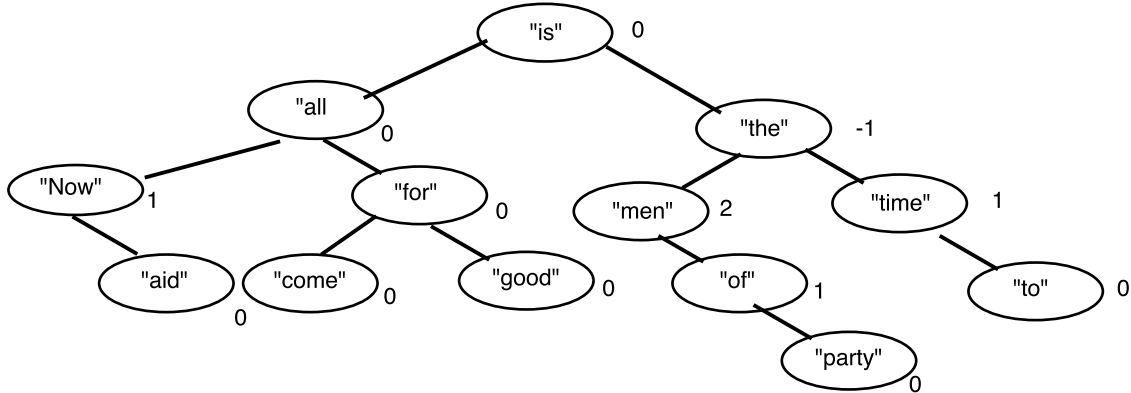 "is" 0
"all 0
"the" -1
"Now" 1
"for" 0
"men" 2
"time" 1
"aid" 0
"come" 0
"good" 0
"of" 1
"to" 0
"party" 0